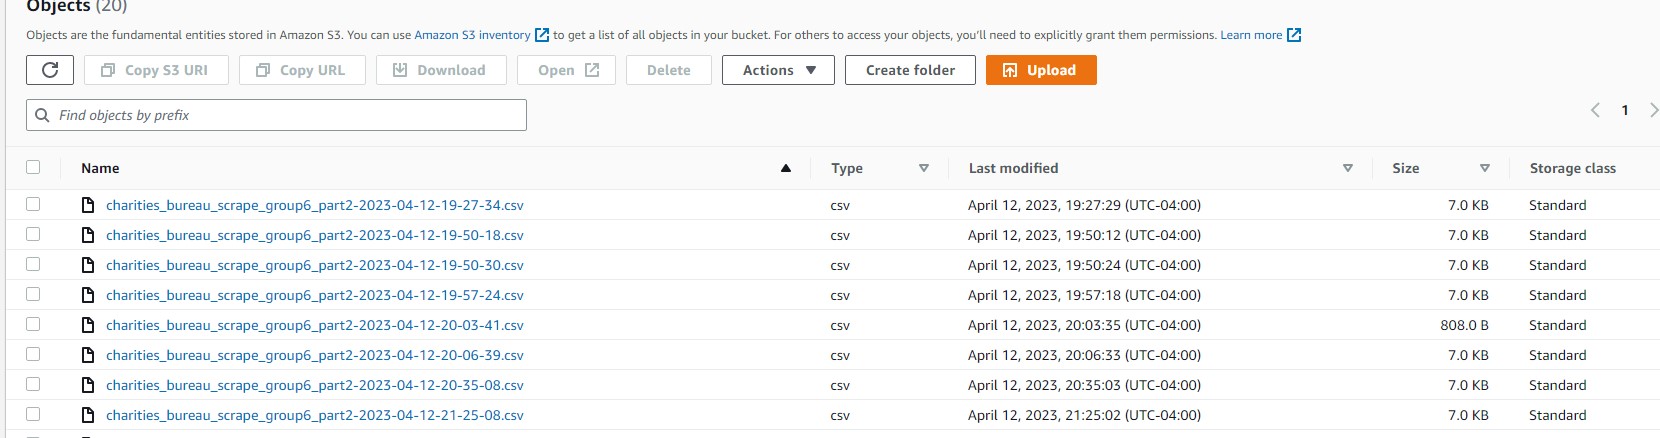 Objects (20)
Objects are the fundamental entities stored in Amazon S3. You can use Amazon S3 inventory to get a list of all objects in your bucket. For others to access your objects, you'll need to explicitly grant them permissions. Learn more
Copy S3 URI Copy URL Download Open Delete Actions Create folder Upload
Find objects by prefix 1
Name Type Last modified Size Storage class
charities_bureau_scrape_group6_part2-2023-04-12-19-27-34.csv csv April 12, 2023, 19:27:29 (UTC-04:00) 7.0 KB Standard
charities_bureau_scrape_group6_part2-2023-04-12-19-50-18.csv csv April 12, 2023, 19:50:12 (UTC-04:00) 7.0 KB Standard
charities_bureau_scrape_group6_part2-2023-04-12-19-50-30.csv csv April 12, 2023, 19:50:24 (UTC-04:00) 7.0 KB Standard
charities_bureau_scrape_group6_part2-2023-04-12-19-57-24.csv csv April 12, 2023, 19:57:18 (UTC-04:00) 7.0 KB Standard
charities_bureau_scrape_group6_part2-2023-04-12-20-03-41.csv csv April 12, 2023, 20:03:35 (UTC-04:00) 808.0 B Standard
charities_bureau_scrape_group6_part2-2023-04-12-20-06-39.csv csv April 12, 2023, 20:06:33 (UTC-04:00) 7.0 KB Standard
charities_bureau_scrape_group6_part2-2023-04-12-20-35-08.csv csv April 12, 2023, 20:35:03 (UTC-04:00) 7.0 KB Standard
charities_bureau_scrape_group6_part2-2023-04-12-21-25-08.csv csv April 12, 2023, 21:25:02 (UTC-04:00) 7.0 KB Standard